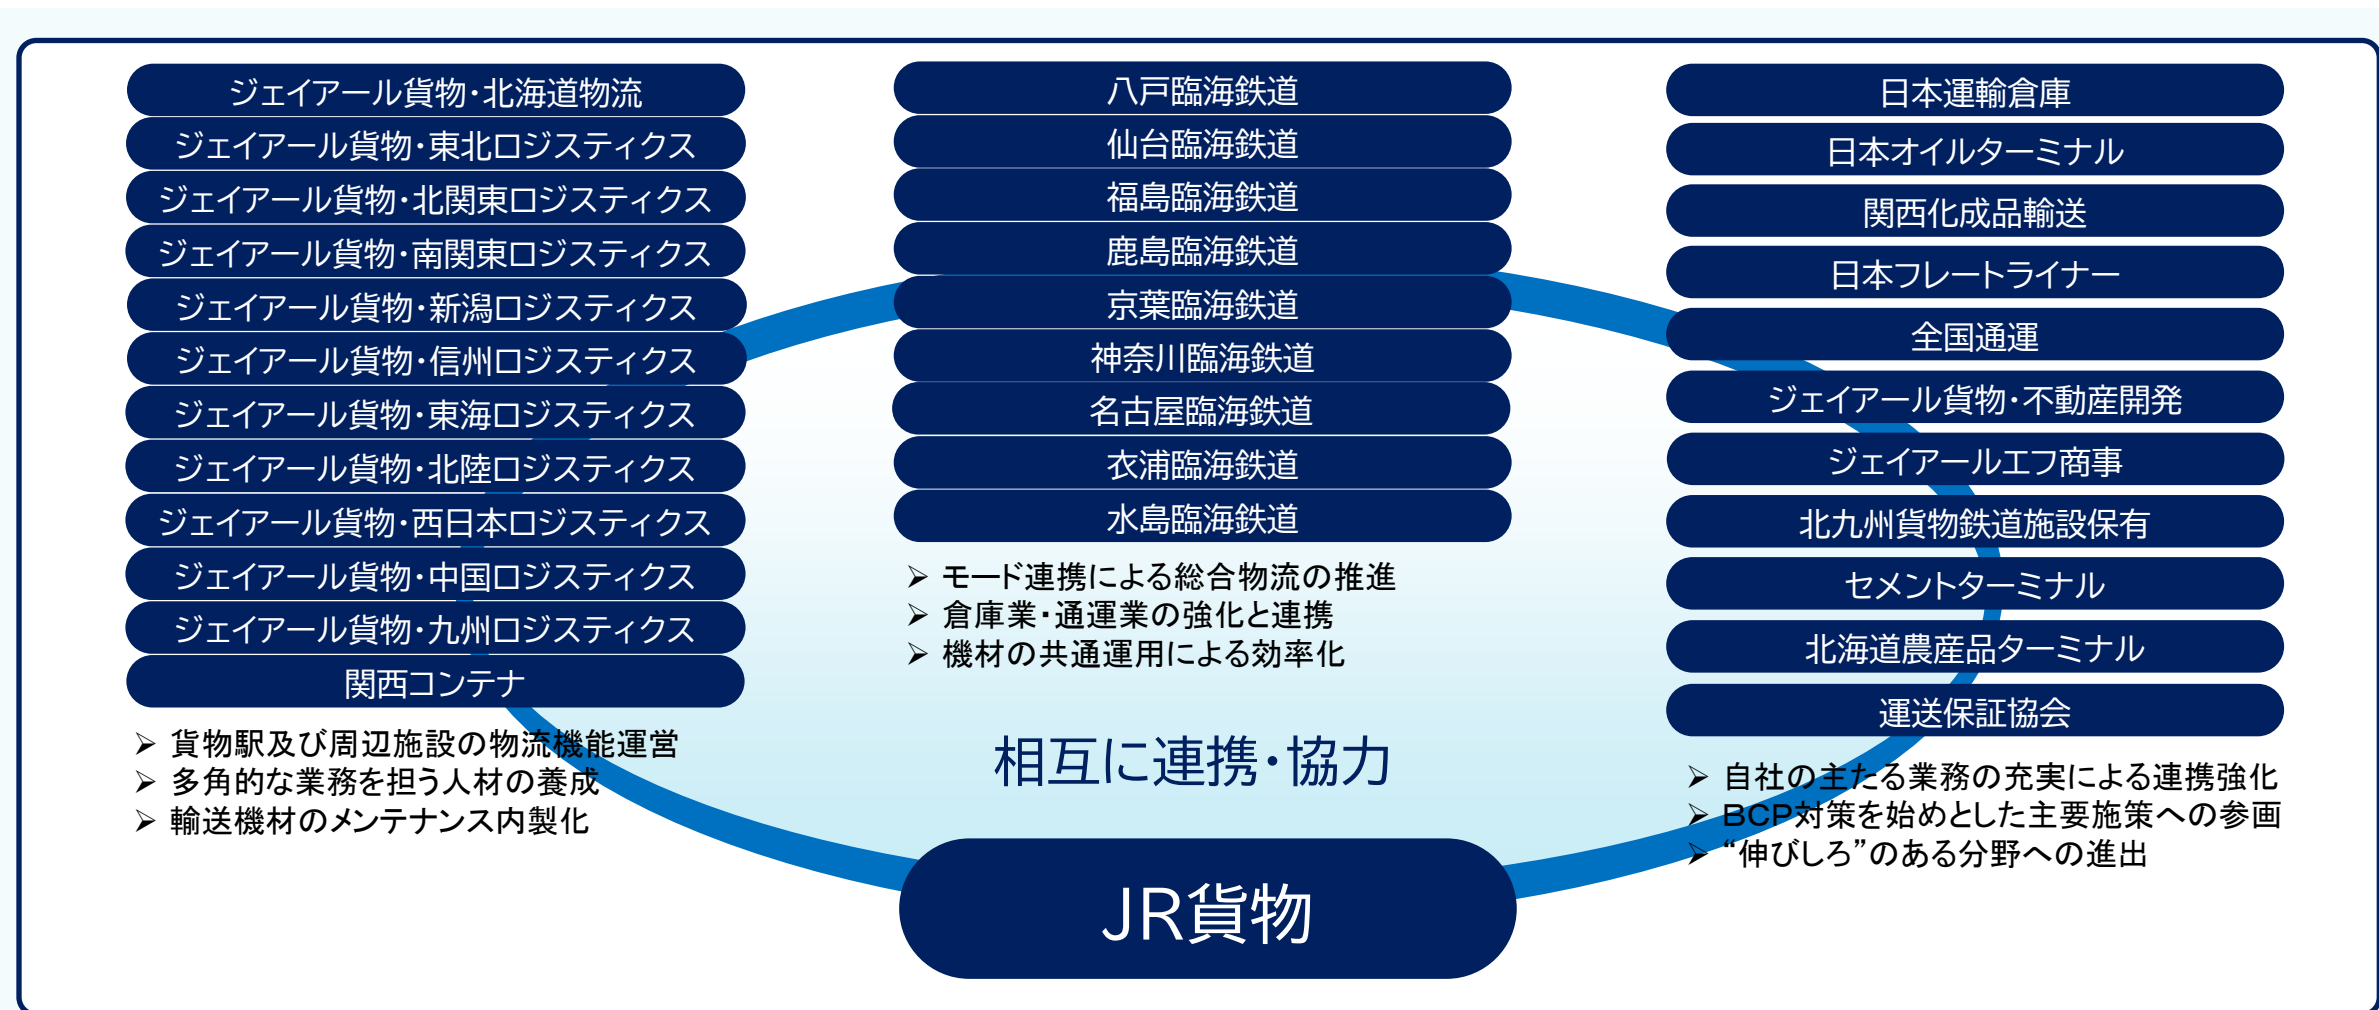 ジェイアール貨物・北海道物流
ジェイアール貨物・東北ロジスティクス
ジェイアール貨物・北関東ロジスティクス
ジェイアール貨物・南関東ロジスティクス
ジェイアール貨物・新潟ロジスティクス
ジェイアール貨物・信州ロジスティクス
ジェイアール貨物・東海ロジスティクス
ジェイアール貨物・北陸ロジスティクス
ジェイアール貨物・西日本ロジスティクス
ジェイアール貨物・中国ロジスティクス
ジェイアール貨物・九州ロジスティクス
関西コンテナ
➢ 貨物駅及び周辺施設の物流機能運営
➢ 多角的な業務を担う人材の養成
➢ 輸送機材のメンテナンス内製化
八戸臨海鉄道
仙台臨海鉄道
福島臨海鉄道
鹿島臨海鉄道
京葉臨海鉄道
神奈川臨海鉄道
名古屋臨海鉄道
衣浦臨海鉄道
水島臨海鉄道
➢ モード連携による総合物流の推進
➢ 倉庫業・通運業の強化と連携
➢ 機材の共通運用による効率化
日本運輸倉庫
日本オイルターミナル
関西化成品輸送
日本フレートライナー
全国通運
ジェイアール貨物・不動産開発
ジェイアールエフ商事
北九州貨物鉄道施設保有
セメントターミナル
北海道農産品ターミナル
運送保証協会
➢ 自社の主たる業務の充実による連携強化
➢ BCP対策を始めとした主要施策への参画
➢ “伸びしろ”のある分野への進出
相互に連携・協力
JR貨物